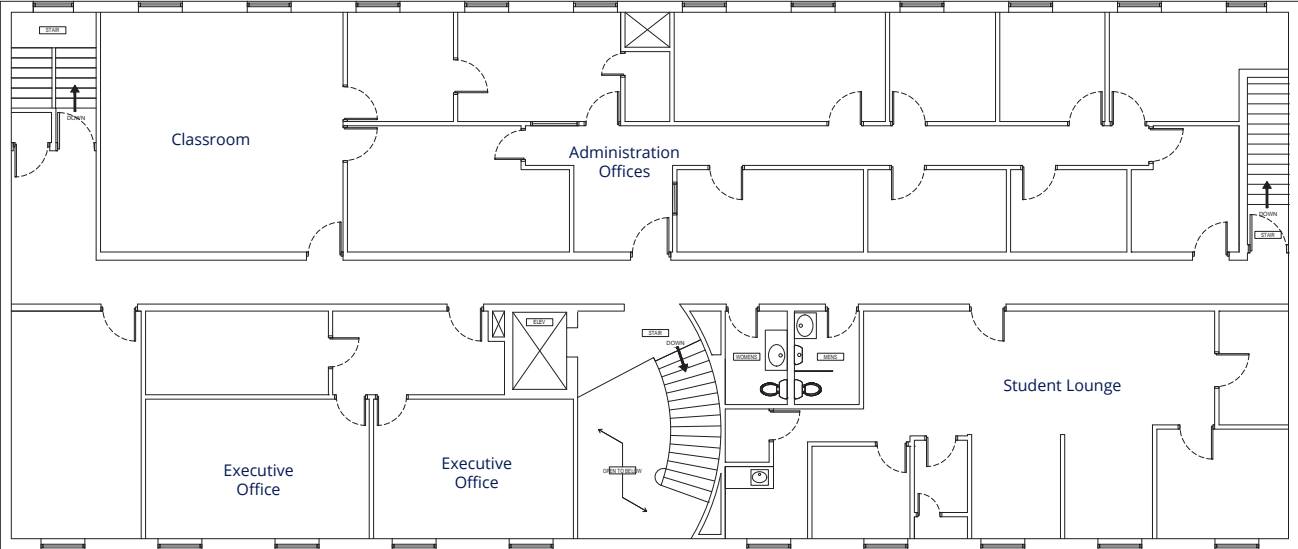 STAIR
DOWN
Classroom
Administration
Offices
DOWN
STAIR
ELEV
STAIR
DOWN
WOMENS
MENS
Student Lounge
Executive
Office
Executive
Office
OPEN TO BELOW